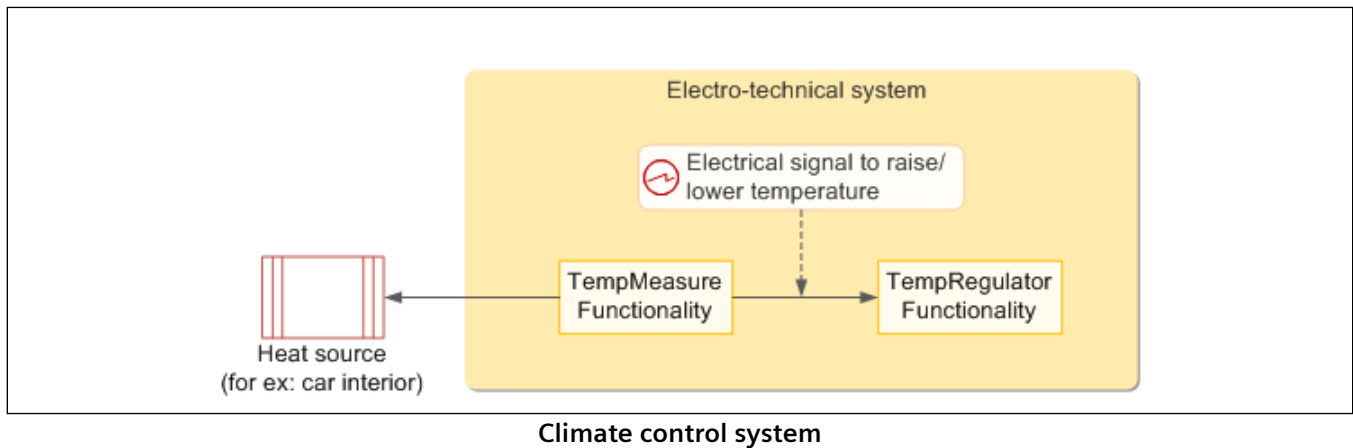 Electro-technical system
Electrical signal to raise/
lower temperature
TempMeasure
Functionality
TempRegulator
Functionality
Heat source
(for ex: car interior)
Climate control system